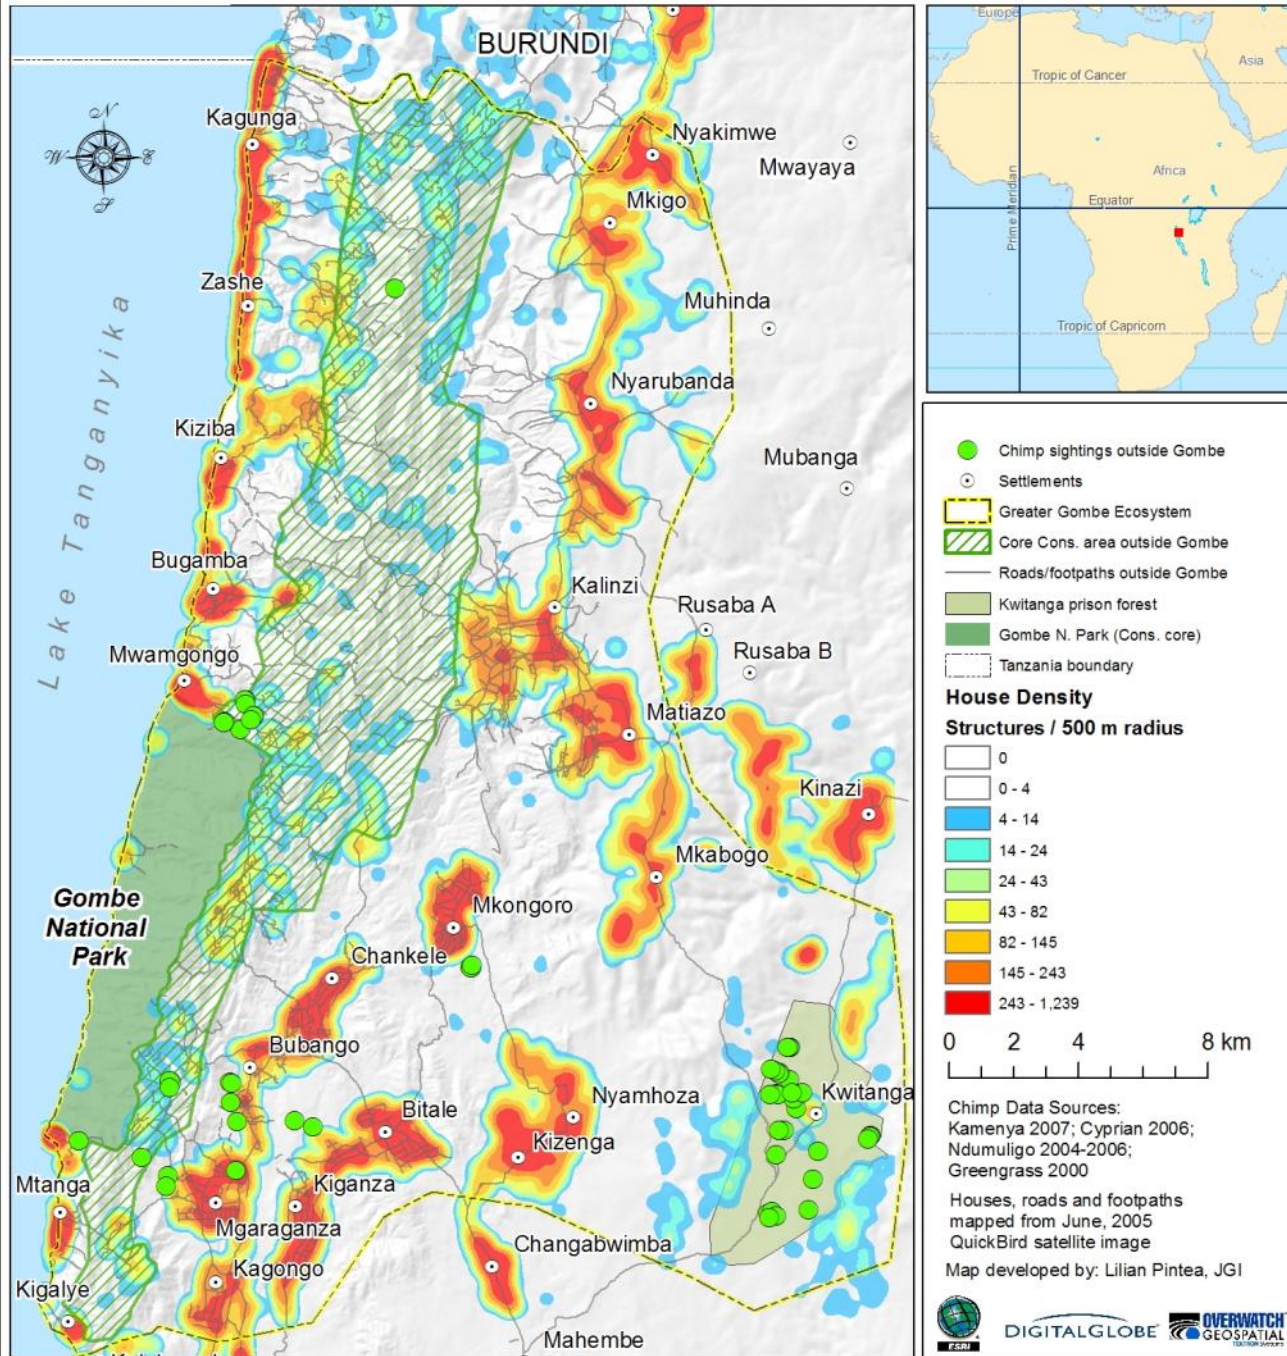 BURUNDI
N
W
E
S
Kagunga
Nyakimwe
Mwayaya
Mkigo
Zashe
Muhinda
Lake Tanganyika
Nyarubanda
Kiziba
Mubanga
Bugamba
Kalinzi
Rusaba A
Mwamgongo
Rusaba B
Matiazo
Kinazi
Mkabogo
Gombe
National
Park
Mkongoro
Chankele
Bubango
Nyamhoza
Kwitanga
Bitale
Kizenga
Mtanga
Kiganza
Mgaraganza
Changabwimba
Kagongo
Kigalye
Mahembe
Europe
Asia
Tropic of Cancer
Africa
Prime Meridian
Equator
Tropic of Capricorn
Chimp sightings outside Gombe
Settlements
Greater Gombe Ecosystem
Core Cons. area outside Gombe
Roads/footpaths outside Gombe
Kwitanga prison forest
Gombe N. Park (Cons. core)
Tanzania boundary
House Density
Structures / 500 m radius
0
0 - 4
4 - 14
14 - 24
24 - 43
43 - 82
82 - 145
145 - 243
243 - 1,239
0 2 4 8 km
Chimp Data Sources:
Kamenya 2007; Cyprian 2006;
Ndumuligo 2004-2006;
Greengrass 2000
Houses, roads and footpaths
mapped from June, 2005
QuickBird satellite image
Map developed by: Lilian Pintea, JGI
ESRI
DIGITALGLOBE
OVERWATCH
GEOSPATIAL